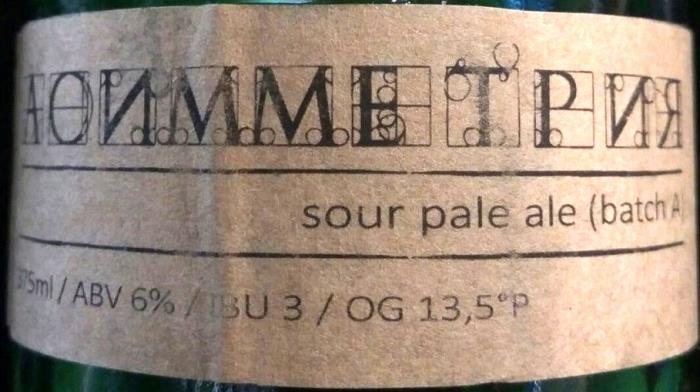 АСИММЕТРИЯ
sour pale ale (batch A)
375ml / ABV 6% / IBU 3 / OG 13,5°P